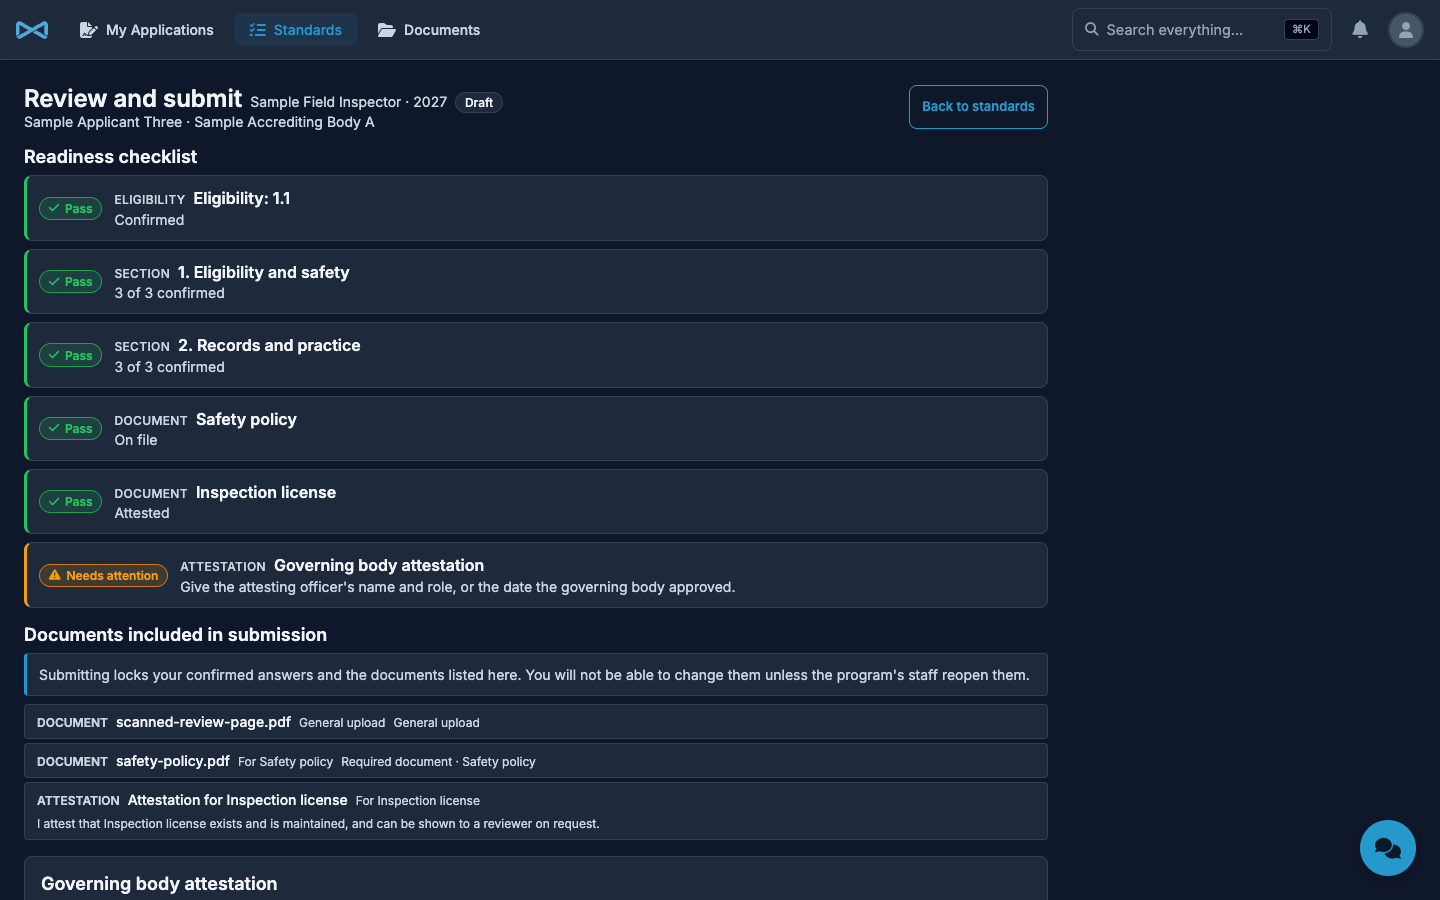 My Applications
Standards
Documents
Search everything...
⌘K
Review and submit Sample Field Inspector · 2027 Draft
Sample Applicant Three · Sample Accrediting Body A
Back to standards
Readiness checklist
Pass
ELIGIBILITY Eligibility: 1.1
Confirmed
Pass
SECTION 1. Eligibility and safety
3 of 3 confirmed
Pass
SECTION 2. Records and practice
3 of 3 confirmed
Pass
DOCUMENT Safety policy
On file
Pass
DOCUMENT Inspection license
Attested
Needs attention
ATTESTATION Governing body attestation
Give the attesting officer's name and role, or the date the governing body approved.
Documents included in submission
Submitting locks your confirmed answers and the documents listed here. You will not be able to change them unless the program's staff reopen them.
DOCUMENT scanned-review-page.pdf General upload General upload
DOCUMENT safety-policy.pdf For Safety policy Required document · Safety policy
ATTESTATION Attestation for Inspection license For Inspection license
I attest that Inspection license exists and is maintained, and can be shown to a reviewer on request.
Governing body attestation